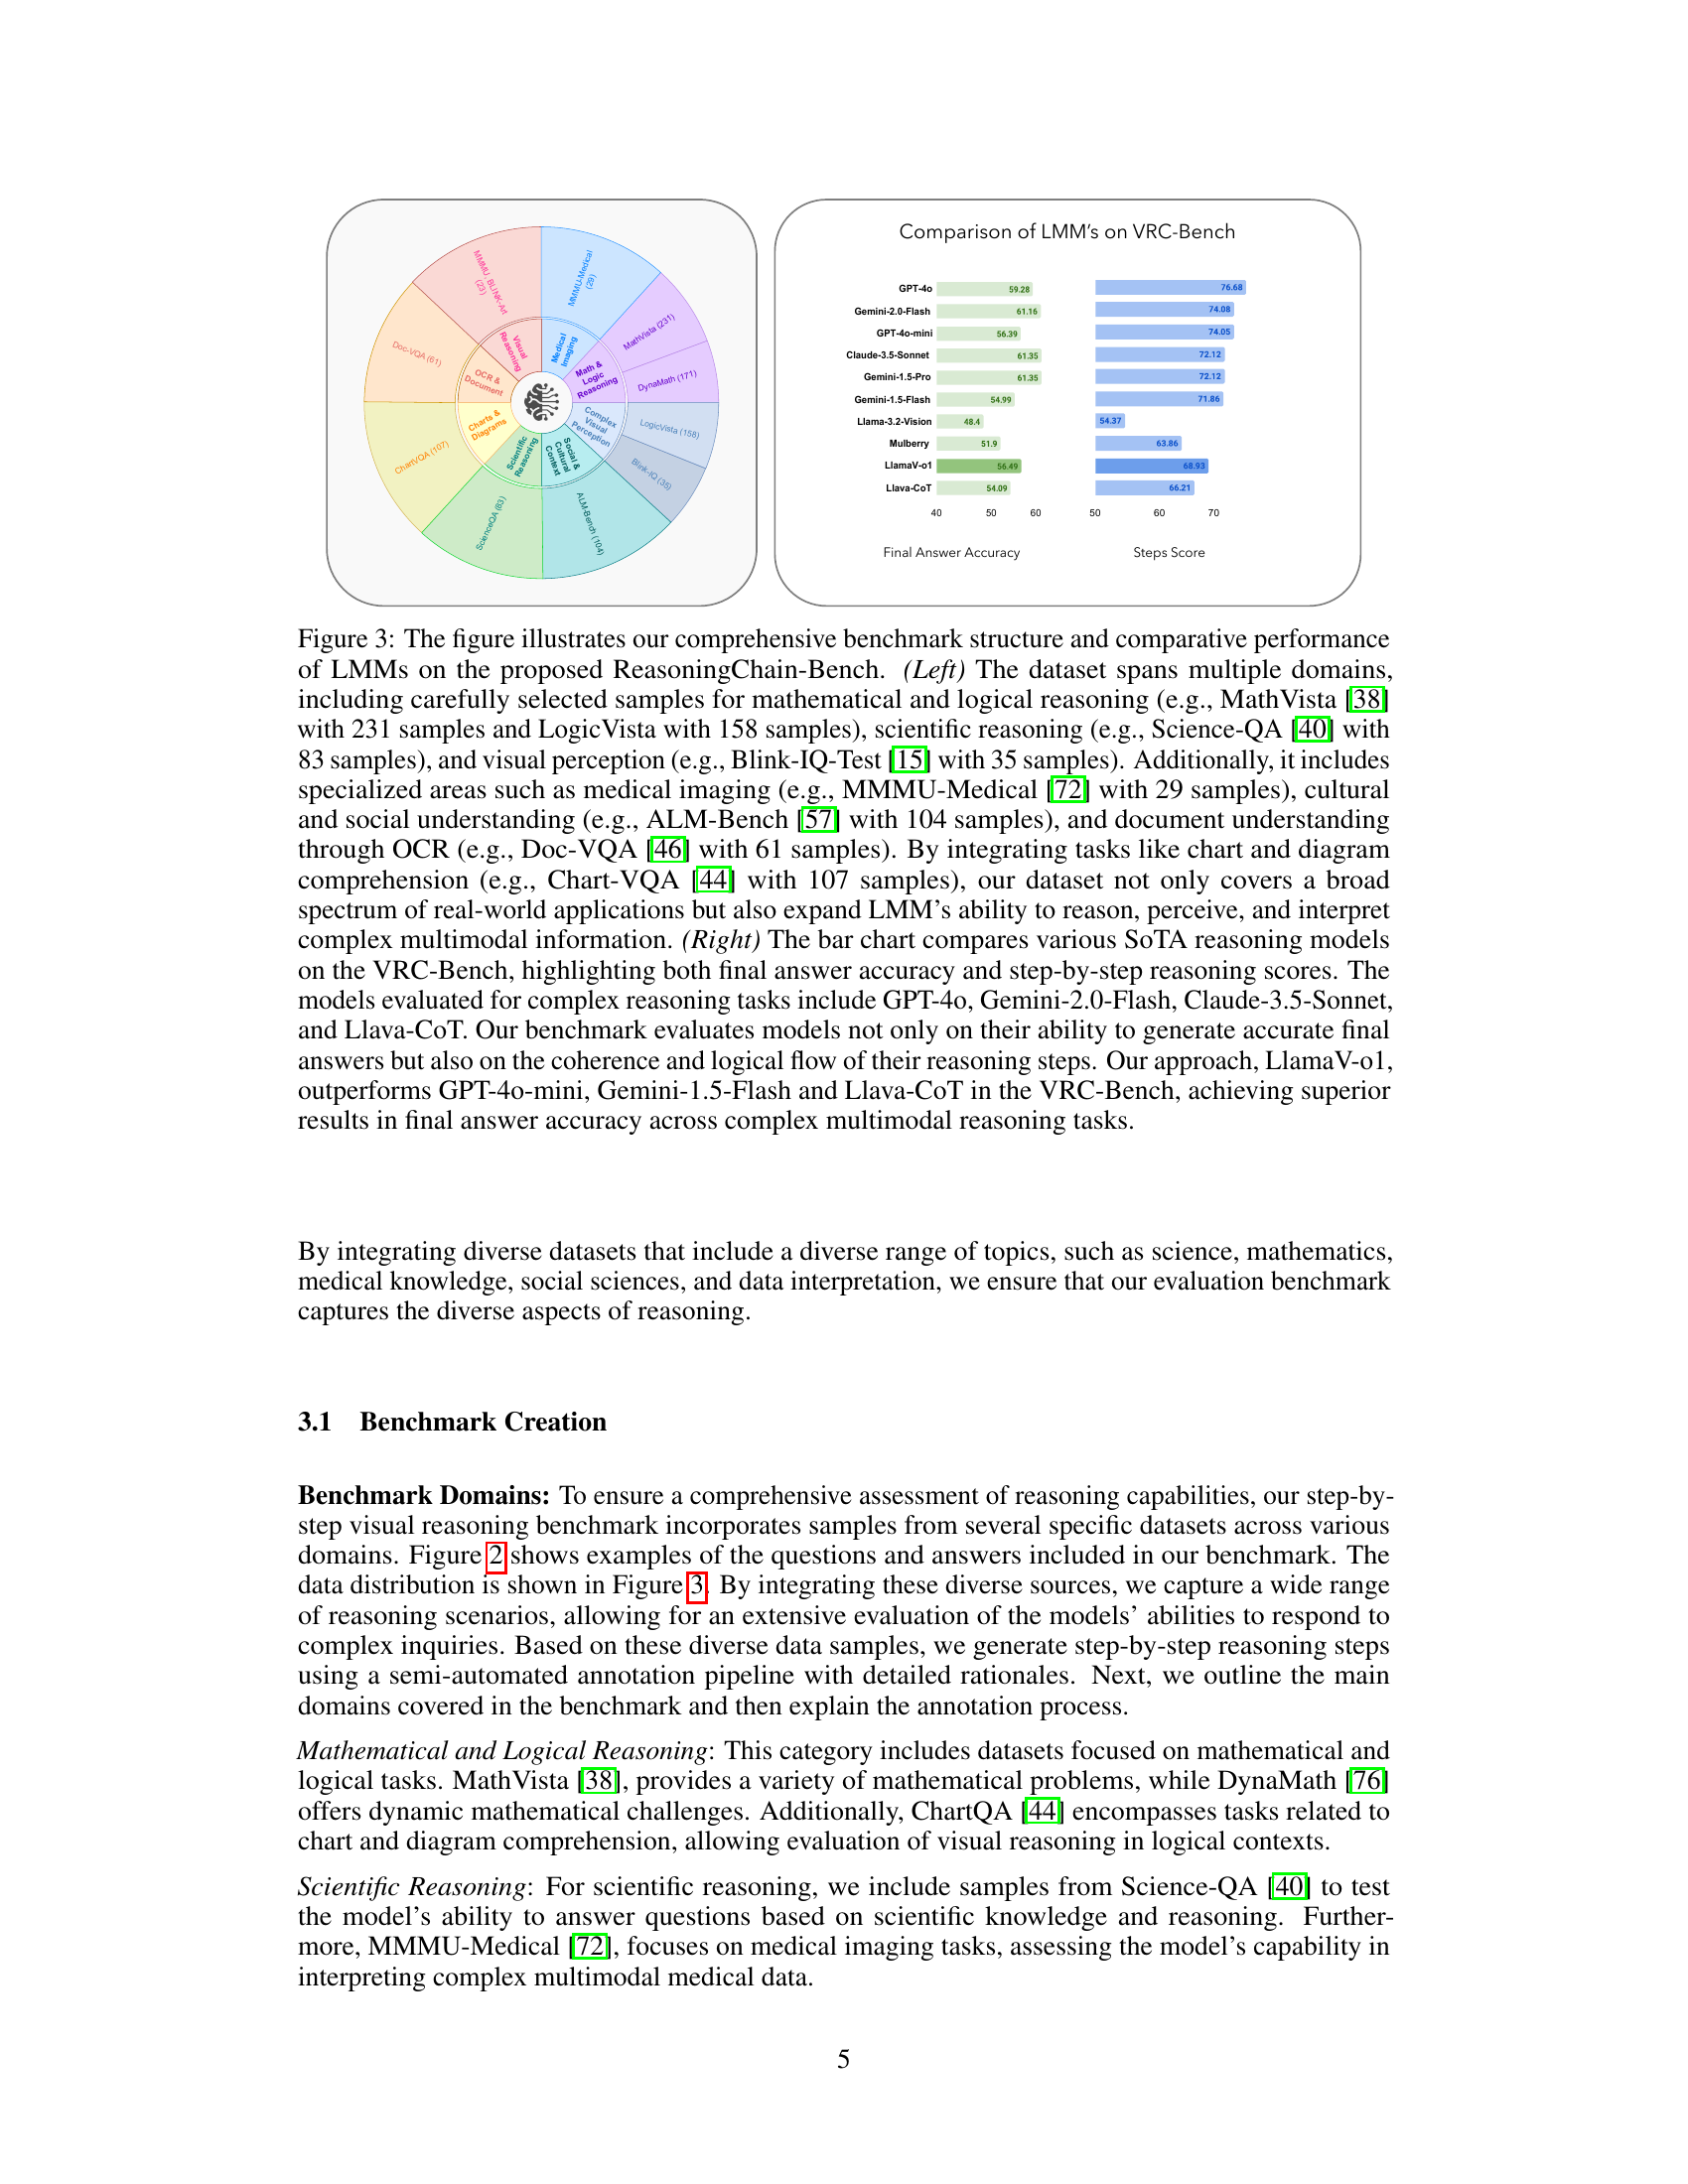 MMMU, BLINK-Art
(23)
MMMU-Medical
(29)
MathVista (231)
DynaMath (171)
LogicVista (158)
Blink-IQ (35)
ALM-Bench (104)
ScienceQA (83)
ChartVQA (107)
Doc-VQA (61)
Visual
Reasoning
Medical
Imaging
Math &
Logic
Reasoning
Complex
Visual
Perception
Social &
Cultural
Context
Scientific
Reasoning
Charts &
Diagrams
OCR &
Document
Comparison of LMM's on VRC-Bench
GPT-4o 59.28 76.68
Gemini-2.0-Flash 61.16 74.08
GPT-4o-mini 56.39 74.05
Claude-3.5-Sonnet 61.35 72.12
Gemini-1.5-Pro 61.35 72.12
Gemini-1.5-Flash 54.99 71.86
Llama-3.2-Vision 48.4 54.37
Mulberry 51.9 63.86
LlamaV-o1 56.49 68.93
Llava-CoT 54.09 66.21
40 50 60 50 60 70
Final Answer Accuracy Steps Score
Figure 3: The figure illustrates our comprehensive benchmark structure and comparative performance
of LMMs on the proposed ReasoningChain-Bench. (Left) The dataset spans multiple domains,
including carefully selected samples for mathematical and logical reasoning (e.g., MathVista [38]
with 231 samples and LogicVista with 158 samples), scientific reasoning (e.g., Science-QA [40] with
83 samples), and visual perception (e.g., Blink-IQ-Test [15] with 35 samples). Additionally, it includes
specialized areas such as medical imaging (e.g., MMMU-Medical [72] with 29 samples), cultural
and social understanding (e.g., ALM-Bench [57] with 104 samples), and document understanding
through OCR (e.g., Doc-VQA [46] with 61 samples). By integrating tasks like chart and diagram
comprehension (e.g., Chart-VQA [44] with 107 samples), our dataset not only covers a broad
spectrum of real-world applications but also expand LMM's ability to reason, perceive, and interpret
complex multimodal information. (Right) The bar chart compares various SoTA reasoning models
on the VRC-Bench, highlighting both final answer accuracy and step-by-step reasoning scores. The
models evaluated for complex reasoning tasks include GPT-4o, Gemini-2.0-Flash, Claude-3.5-Sonnet,
and Llava-CoT. Our benchmark evaluates models not only on their ability to generate accurate final
answers but also on the coherence and logical flow of their reasoning steps. Our approach, LlamaV-o1,
outperforms GPT-4o-mini, Gemini-1.5-Flash and Llava-CoT in the VRC-Bench, achieving superior
results in final answer accuracy across complex multimodal reasoning tasks.
By integrating diverse datasets that include a diverse range of topics, such as science, mathematics,
medical knowledge, social sciences, and data interpretation, we ensure that our evaluation benchmark
captures the diverse aspects of reasoning.
3.1 Benchmark Creation
Benchmark Domains: To ensure a comprehensive assessment of reasoning capabilities, our step-by-
step visual reasoning benchmark incorporates samples from several specific datasets across various
domains. Figure 2 shows examples of the questions and answers included in our benchmark. The
data distribution is shown in Figure 3. By integrating these diverse sources, we capture a wide range
of reasoning scenarios, allowing for an extensive evaluation of the models' abilities to respond to
complex inquiries. Based on these diverse data samples, we generate step-by-step reasoning steps
using a semi-automated annotation pipeline with detailed rationales. Next, we outline the main
domains covered in the benchmark and then explain the annotation process.
Mathematical and Logical Reasoning: This category includes datasets focused on mathematical and
logical tasks. MathVista [38], provides a variety of mathematical problems, while DynaMath [76]
offers dynamic mathematical challenges. Additionally, ChartQA [44] encompasses tasks related to
chart and diagram comprehension, allowing evaluation of visual reasoning in logical contexts.
Scientific Reasoning: For scientific reasoning, we include samples from Science-QA [40] to test
the model's ability to answer questions based on scientific knowledge and reasoning. Further-
more, MMMU-Medical [72], focuses on medical imaging tasks, assessing the model's capability in
interpreting complex multimodal medical data.
5